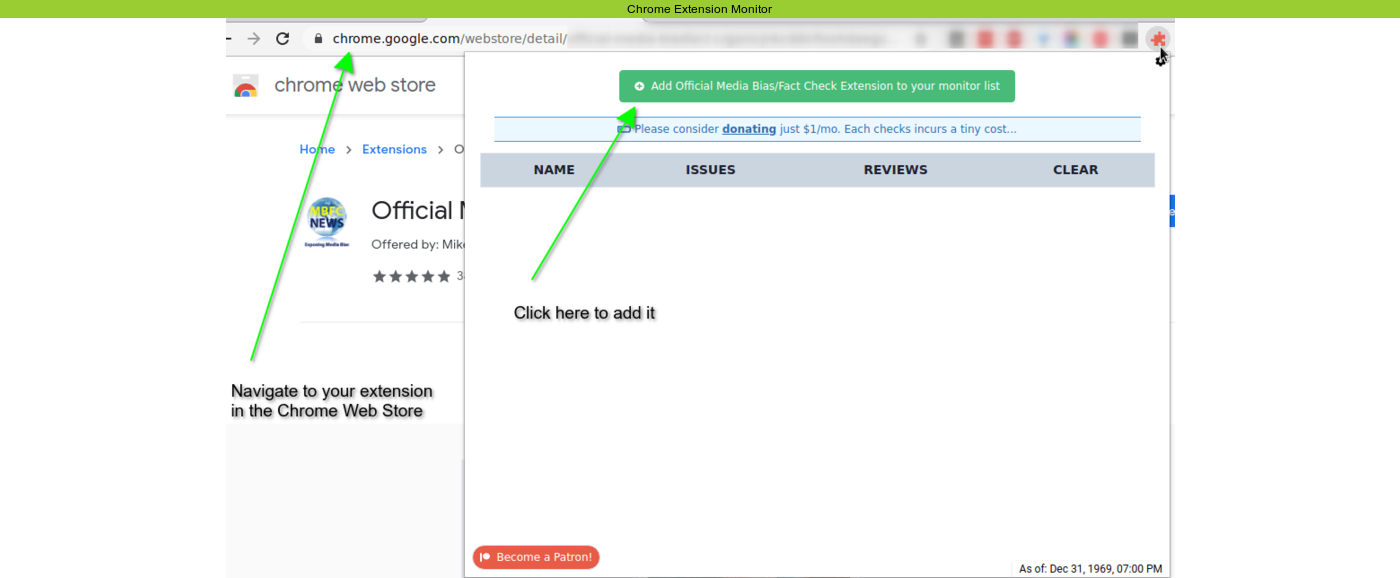 Chrome Extension Monitor
chrome.google.com/webstore/detail/
chrome web store
Add Official Media Bias/Fact Check Extension to your monitor list
Please consider donating just $1/mo. Each checks incurs a tiny cost...
Home > Extensions > O
NAME ISSUES REVIEWS CLEAR
MBFC
NEWS
Exposing Media Bias
Official M
Offered by: Mike
3
Click here to add it
Navigate to your extension
in the Chrome Web Store
Become a Patron!
As of: Dec 31, 1969, 07:00 PM